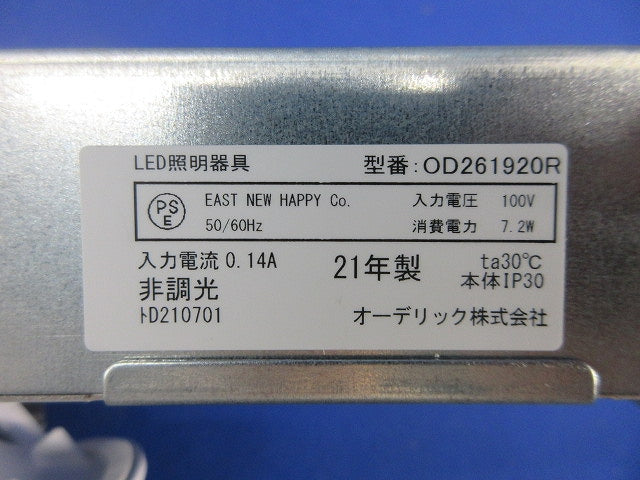 LED照明器具 型番：OD261920R
PSE EAST NEW HAPPY Co. 入力電圧 100V
50/60Hz 消費電力 7.2W
入力電流 0.14A 21年製 ta30℃
非調光 本体IP30
ﾄD210701 オーデリック株式会社